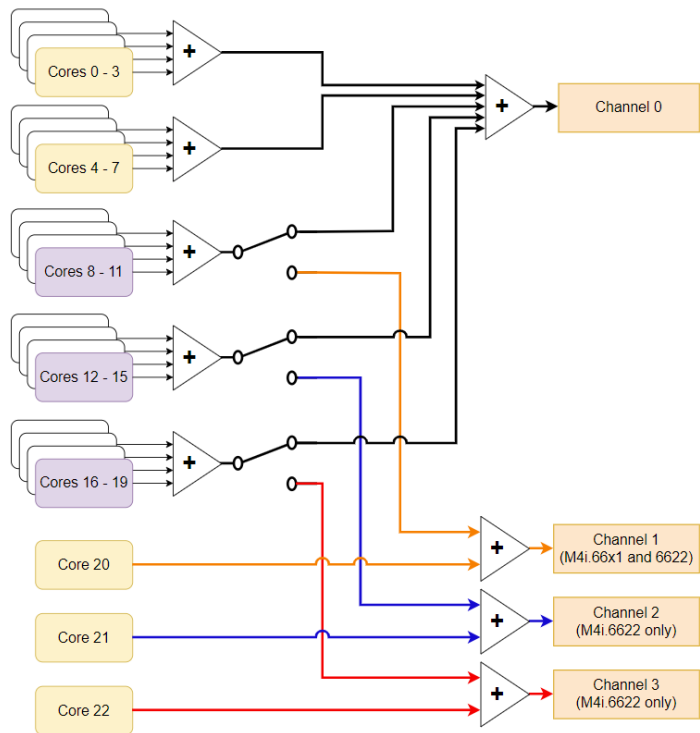 +
Cores 0 - 3
+
Channel 0
+
Cores 4 - 7
+
Cores 8 - 11
+
Cores 12 - 15
+
Cores 16 - 19
Core 20
+
Channel 1
(M4i.66x1 and 6622)
Core 21
+
Channel 2
(M4i.6622 only)
Core 22
+
Channel 3
(M4i.6622 only)